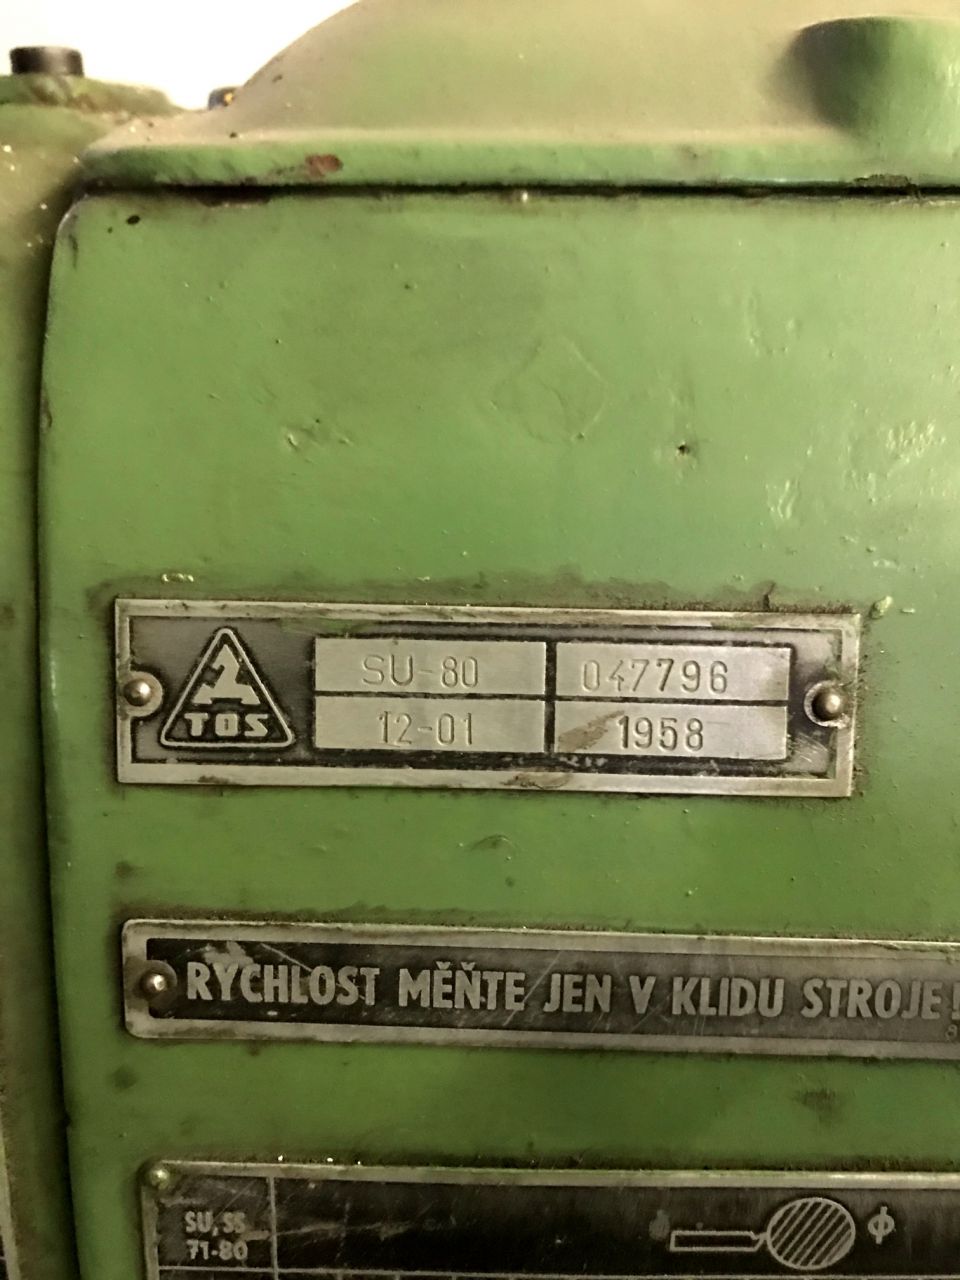 TOS
SU-80 047796
12-01 1958
RYCHLOST MĚŇTE JEN V KLIDU STROJE!
SU, SS
71-80
ϕ